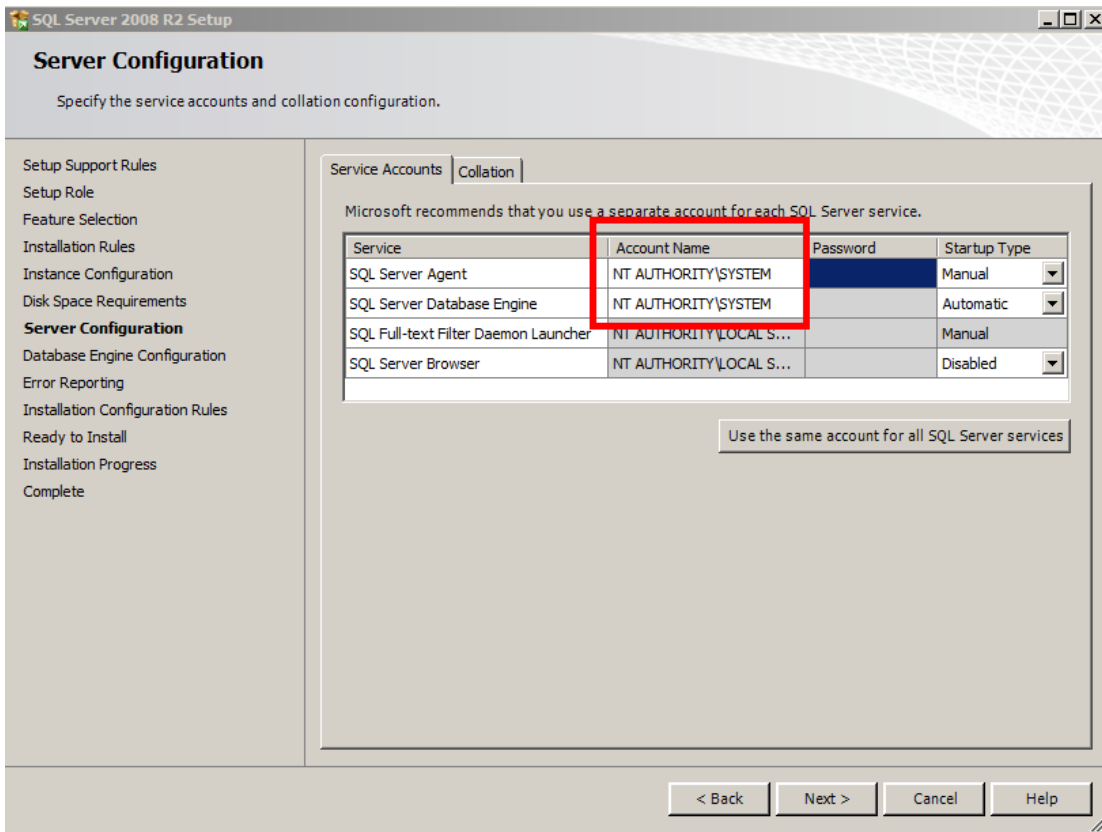 SQL Server 2008 R2 Setup
Server Configuration
Specify the service accounts and collation configuration.
Setup Support Rules
Setup Role
Feature Selection
Installation Rules
Instance Configuration
Disk Space Requirements
Server Configuration
Database Engine Configuration
Error Reporting
Installation Configuration Rules
Ready to Install
Installation Progress
Complete
Service Accounts Collation
Microsoft recommends that you use a separate account for each SQL Server service.
Service Account Name Password Startup Type
SQL Server Agent NT AUTHORITY\SYSTEM Manual
SQL Server Database Engine NT AUTHORITY\SYSTEM Automatic
SQL Full-text Filter Daemon Launcher NT AUTHORITY\LOCAL S... Manual
SQL Server Browser NT AUTHORITY\LOCAL S... Disabled
Use the same account for all SQL Server services
< Back Next > Cancel Help